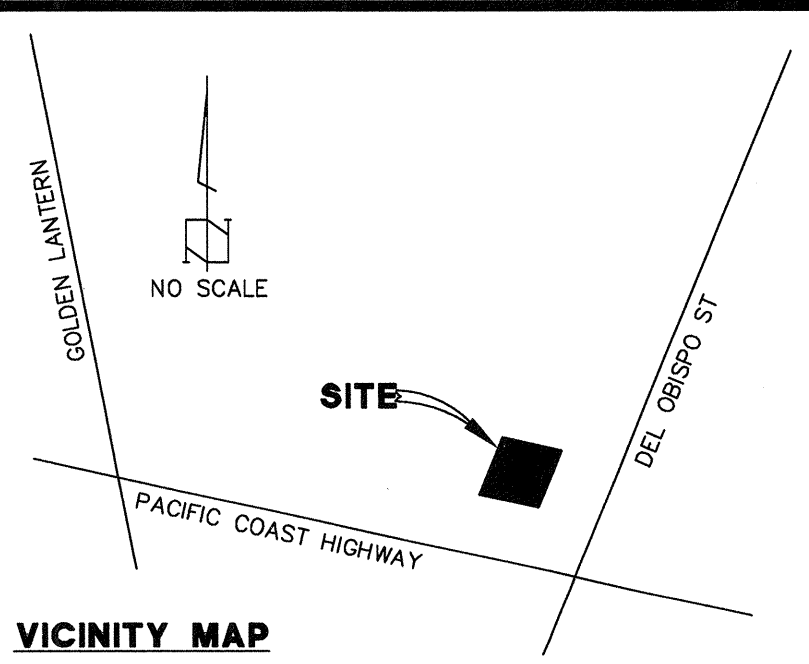 GOLDEN LANTERN
N
NO SCALE
SITE
DEL OBISPO ST
PACIFIC COAST HIGHWAY
VICINITY MAP